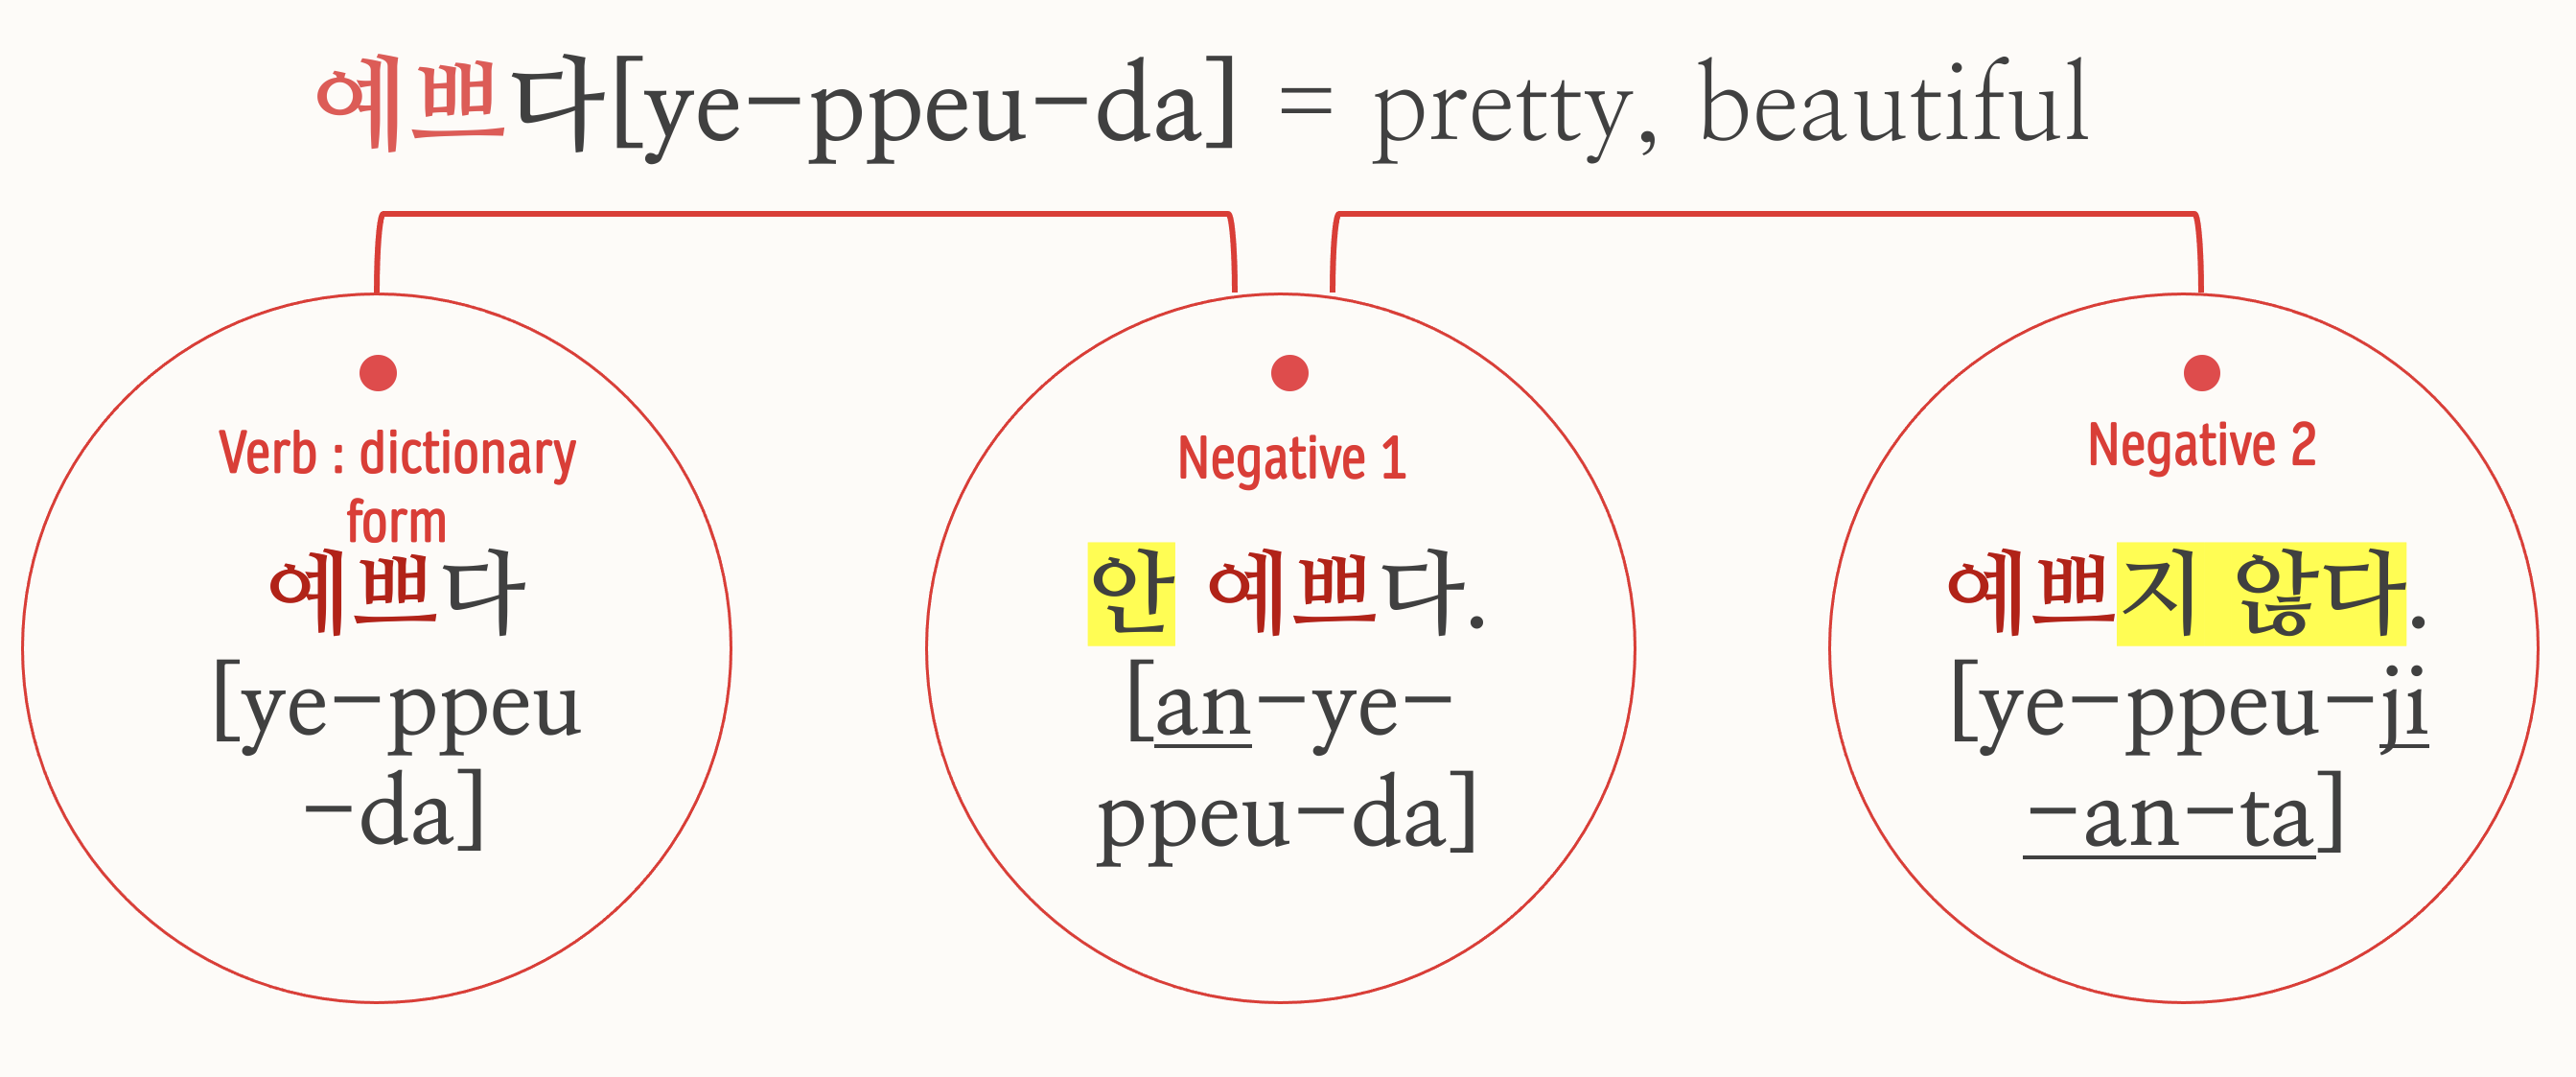 예쁘다[ye-ppeu-da] = pretty, beautiful
Verb : dictionary
form
예쁘다
[ye-ppeu
-da]
Negative 1
안 예쁘다.
[an-ye-
ppeu-da]
Negative 2
예쁘지 않다.
[ye-ppeu-ji
-an-ta]